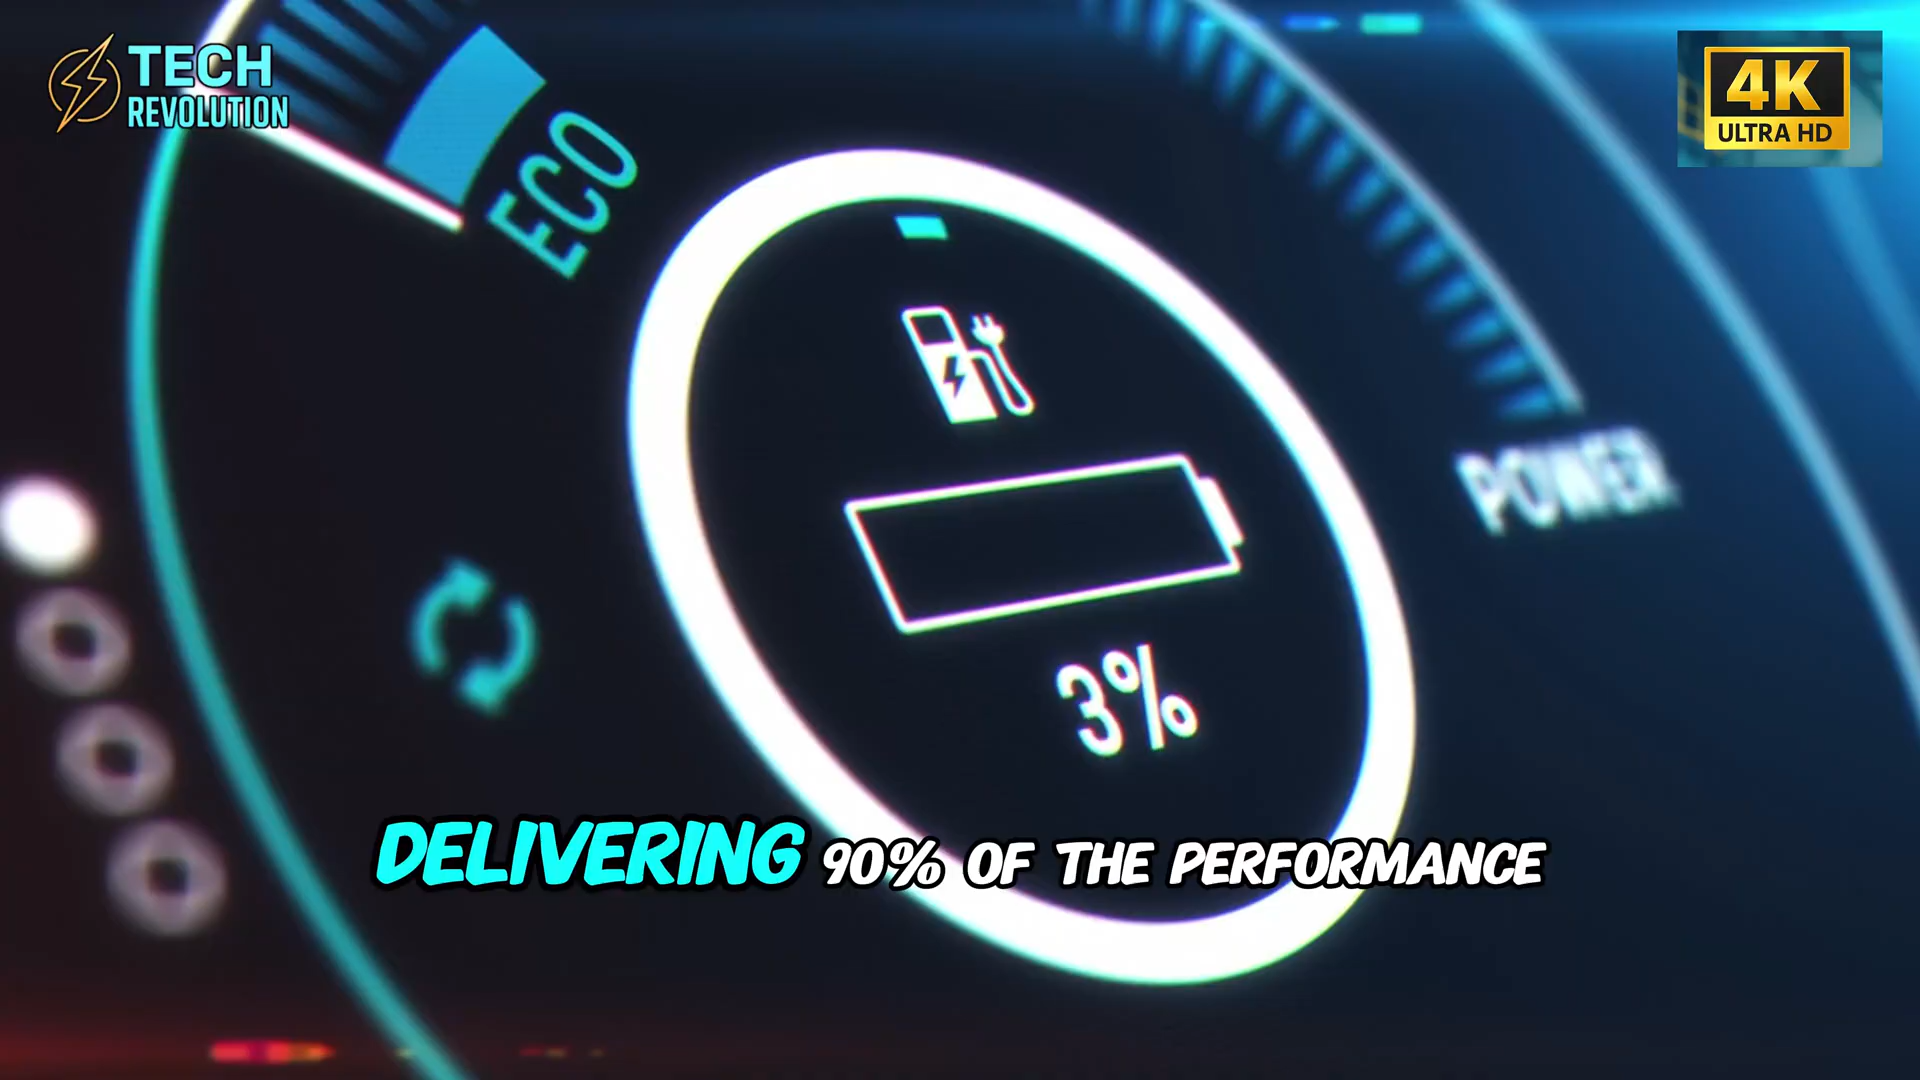 TECH
REVOLUTION
4K
ULTRA HD
ECO
POWER
3%
DELIVERING 90% OF THE PERFORMANCE